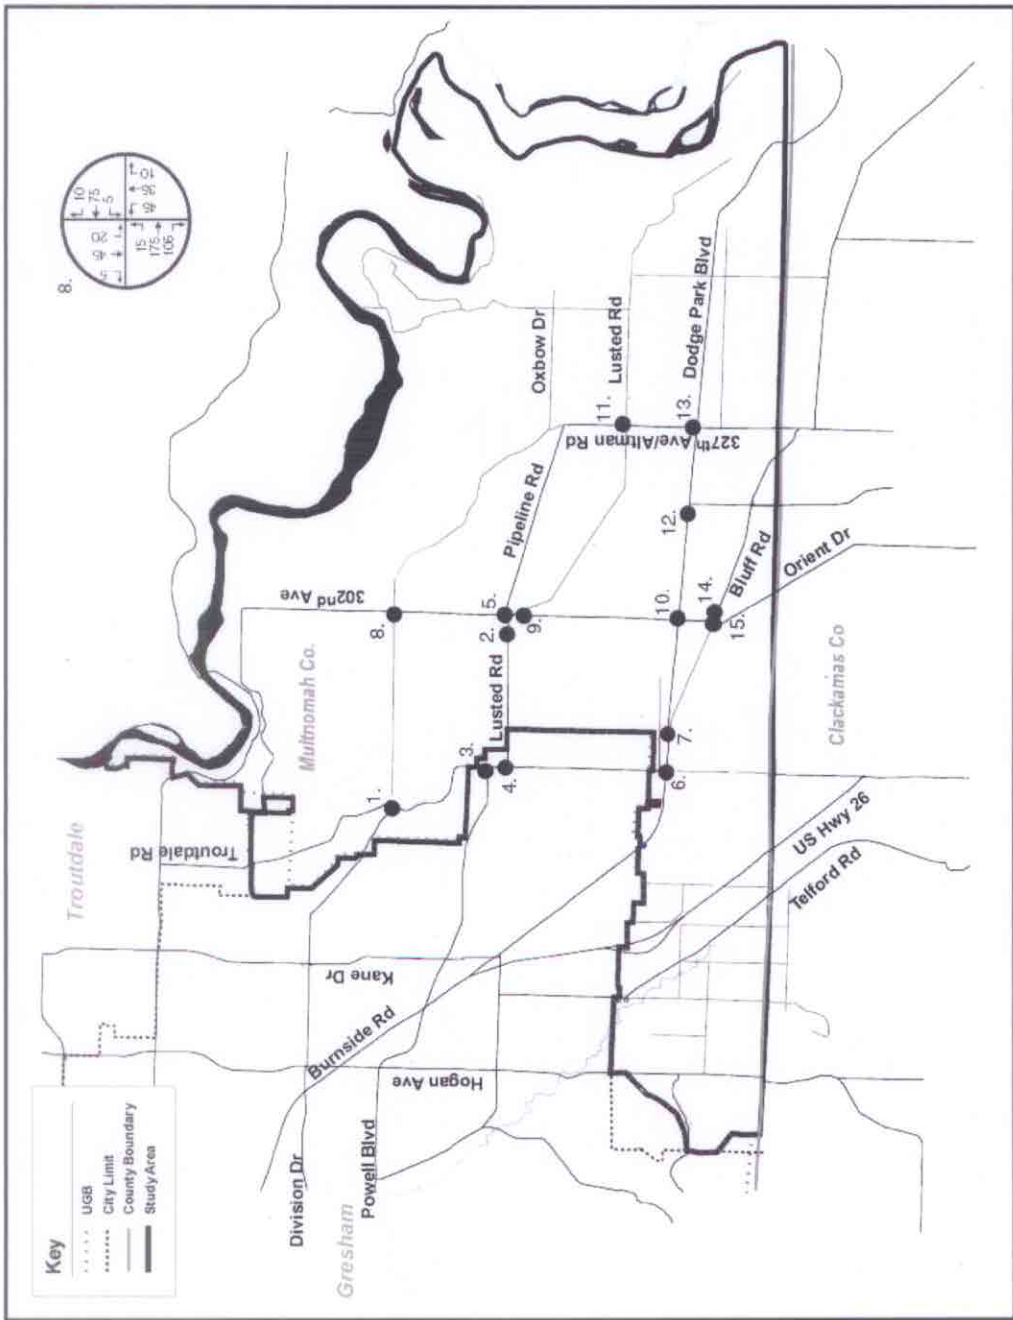 Key
UGB
City Limit
County Boundary
Study Area
Troutdale
Gresham
Multnomah Co.
Clackamas Co
Division Dr
Powell Blvd
Burnside Rd
Hogan Ave
Kane Dr
Troutdale Rd
Lusted Rd
302nd Ave
Pipeline Rd
Oxbow Dr
Lusted Rd
Dodge Park Blvd
327th Ave/Altman Rd
Bluff Rd
Orient Dr
US Hwy 26
Telford Rd
1.
2.
3.
4.
5.
6.
7.
8.
9.
10.
11.
12.
13.
14.
15.
8.
10
75
5
20
5
15
175
106
10